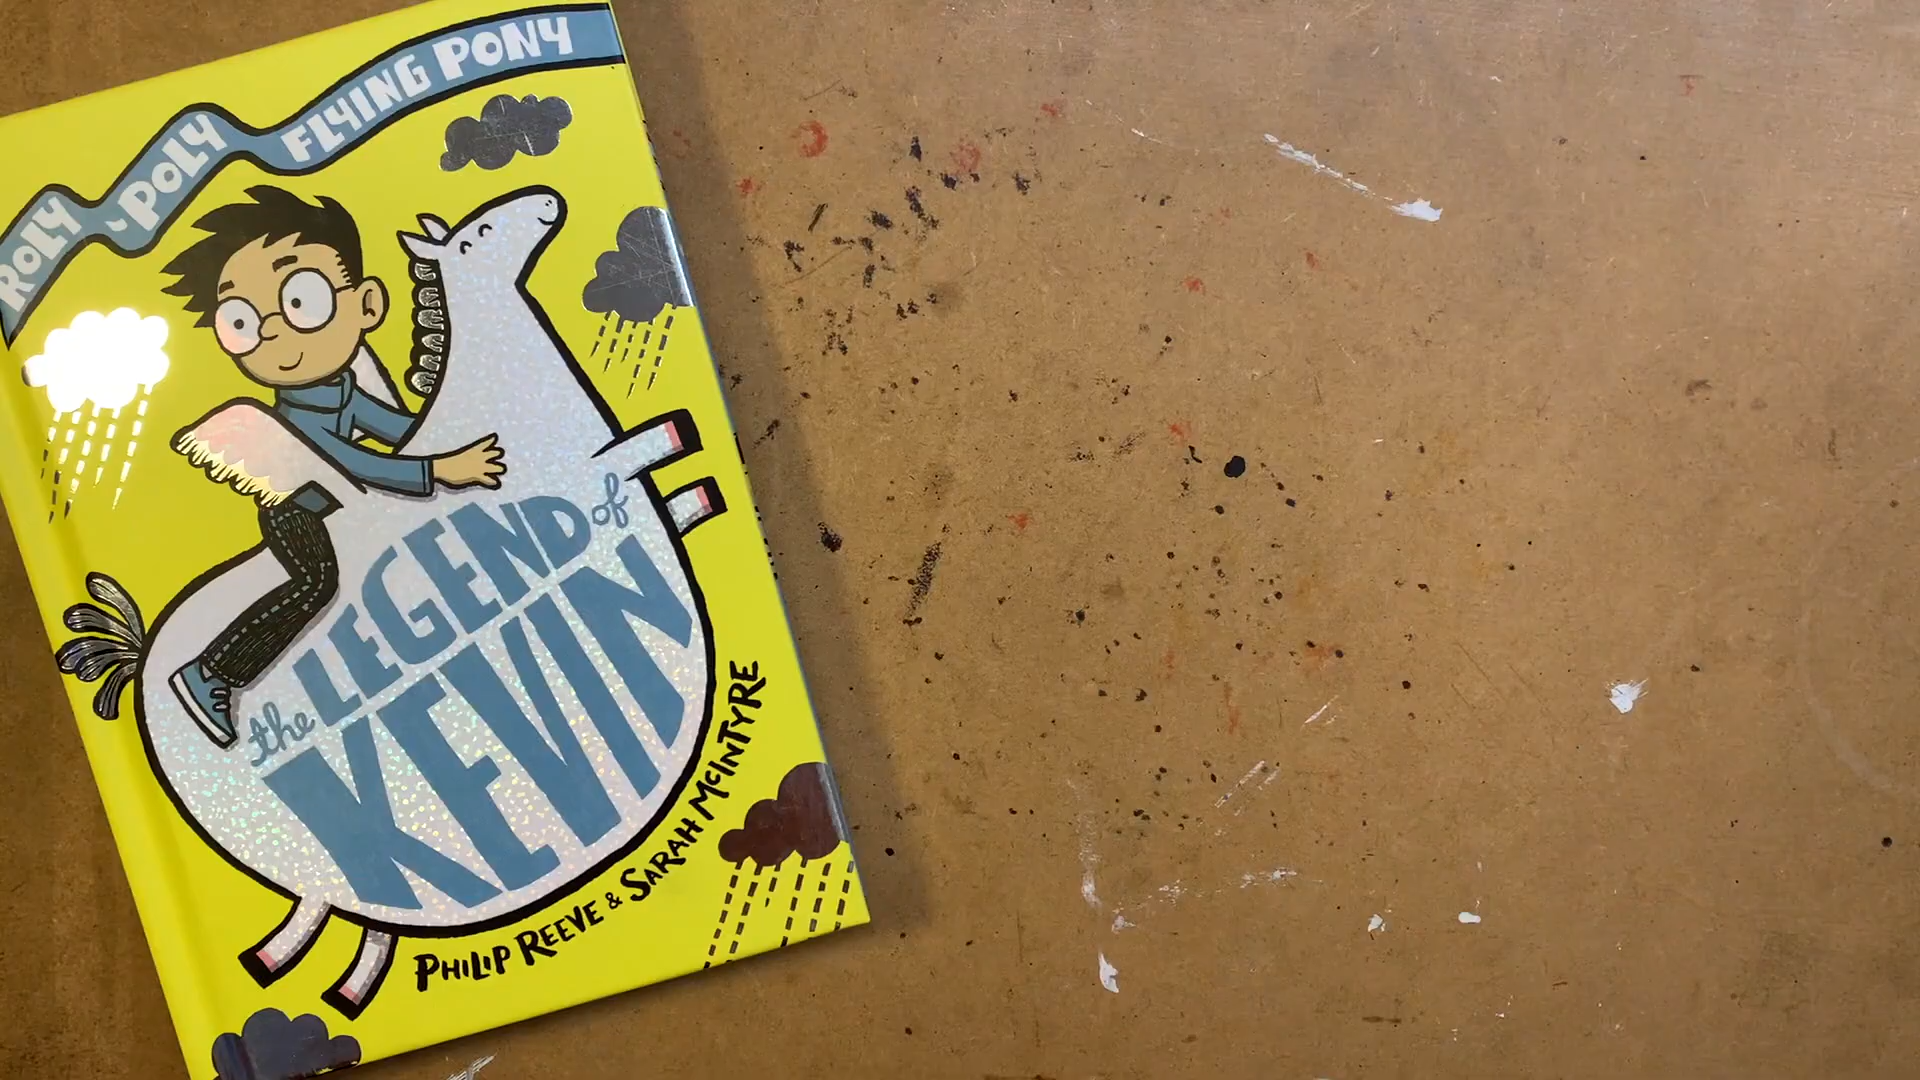 ROLY-POLY FLYING PONY
the LEGEND of
KEVIN
PHILIP REEVE & SARAH McINTYRE